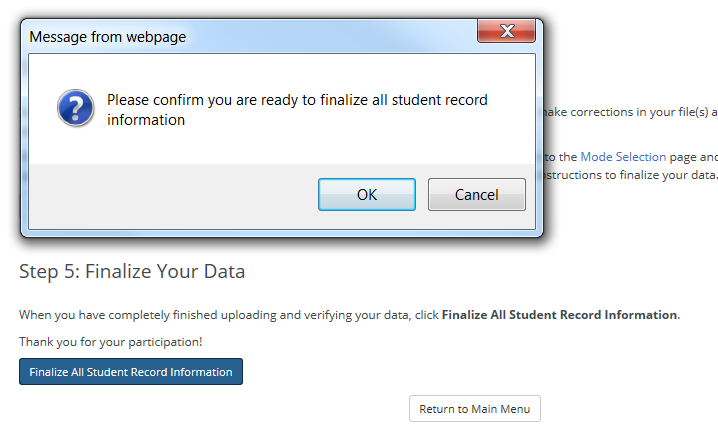 Message from webpage
Please confirm you are ready to finalize all student record
information
OK
Cancel
make corrections in your file(s) a
to the Mode Selection page and
instructions to finalize your data.
Step 5: Finalize Your Data
When you have completely finished uploading and verifying your data, click Finalize All Student Record Information.
Thank you for your participation!
Finalize All Student Record Information
Return to Main Menu